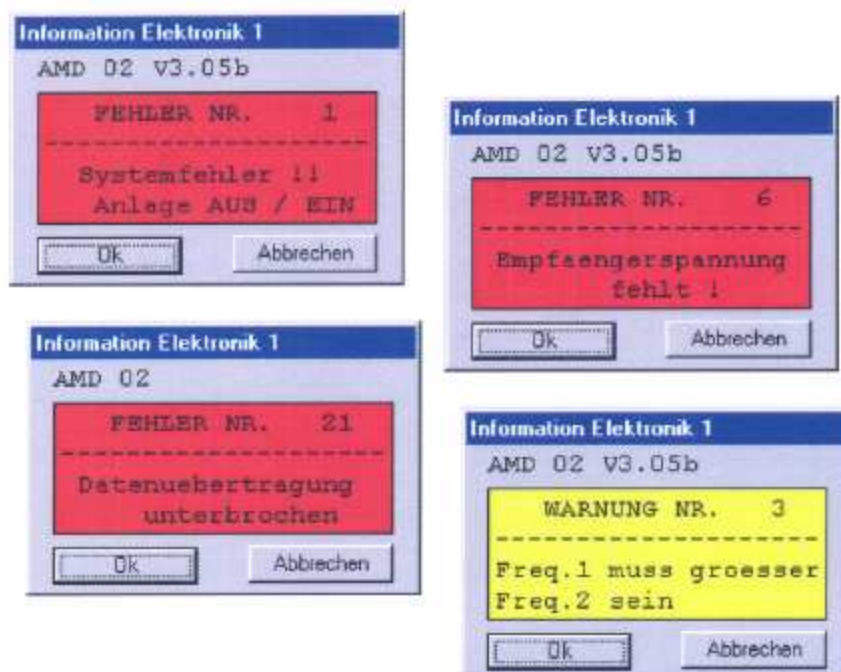 Information Elektronik 1
AMD 02 V3.05b
FEHLER NR. 1
Systemfehler !!
Anlage AUS / EIN
Ok Abbrechen
Information Elektronik 1
AMD 02 V3.05b
FEHLER NR. 6
Empfaengerspannung
fehlt !
Ok Abbrechen
Information Elektronik 1
AMD 02
FEHLER NR. 21
Datenuebertragung
unterbrochen
Ok Abbrechen
Information Elektronik 1
AMD 02 V3.05b
WARNUNG NR. 3
Freq.1 muss groesser
Freq.2 sein
Ok Abbrechen